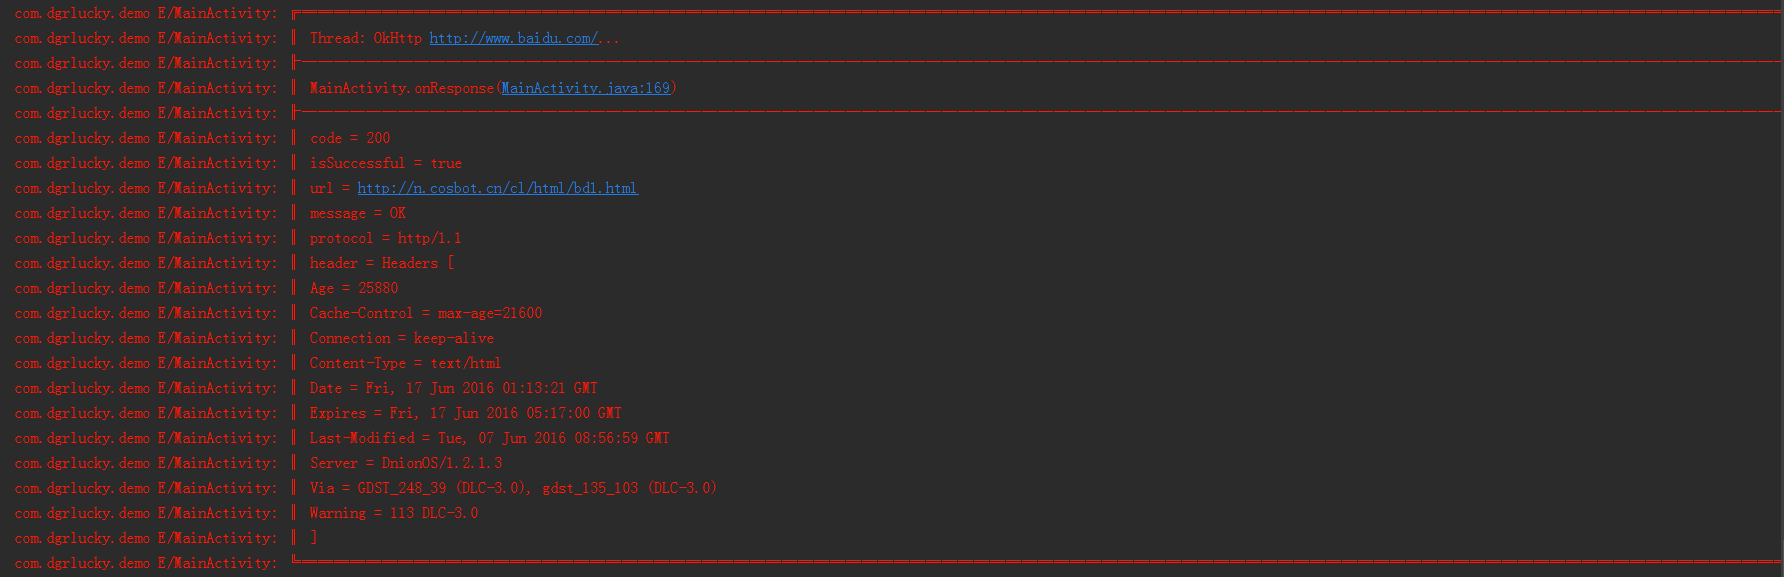 com.dgrlucky.demo E/MainActivity: ╔════════════════════════════════════════
com.dgrlucky.demo E/MainActivity: ║ Thread: OkHttp http://www.baidu.com/...
com.dgrlucky.demo E/MainActivity: ╟────────────────────────────────────────
com.dgrlucky.demo E/MainActivity: ║ MainActivity.onResponse(MainActivity.java:169)
com.dgrlucky.demo E/MainActivity: ╟────────────────────────────────────────
com.dgrlucky.demo E/MainActivity: ║ code = 200
com.dgrlucky.demo E/MainActivity: ║ isSuccessful = true
com.dgrlucky.demo E/MainActivity: ║ url = http://n.cosbot.cn/cl/html/bd1.html
com.dgrlucky.demo E/MainActivity: ║ message = OK
com.dgrlucky.demo E/MainActivity: ║ protocol = http/1.1
com.dgrlucky.demo E/MainActivity: ║ header = Headers [
com.dgrlucky.demo E/MainActivity: ║ Age = 25880
com.dgrlucky.demo E/MainActivity: ║ Cache-Control = max-age=21600
com.dgrlucky.demo E/MainActivity: ║ Connection = keep-alive
com.dgrlucky.demo E/MainActivity: ║ Content-Type = text/html
com.dgrlucky.demo E/MainActivity: ║ Date = Fri, 17 Jun 2016 01:13:21 GMT
com.dgrlucky.demo E/MainActivity: ║ Expires = Fri, 17 Jun 2016 05:17:00 GMT
com.dgrlucky.demo E/MainActivity: ║ Last-Modified = Tue, 07 Jun 2016 08:56:59 GMT
com.dgrlucky.demo E/MainActivity: ║ Server = DnionOS/1.2.1.3
com.dgrlucky.demo E/MainActivity: ║ Via = GDST_248_39 (DLC-3.0), gdst_135_103 (DLC-3.0)
com.dgrlucky.demo E/MainActivity: ║ Warning = 113 DLC-3.0
com.dgrlucky.demo E/MainActivity: ║ ]
com.dgrlucky.demo E/MainActivity: ╚════════════════════════════════════════